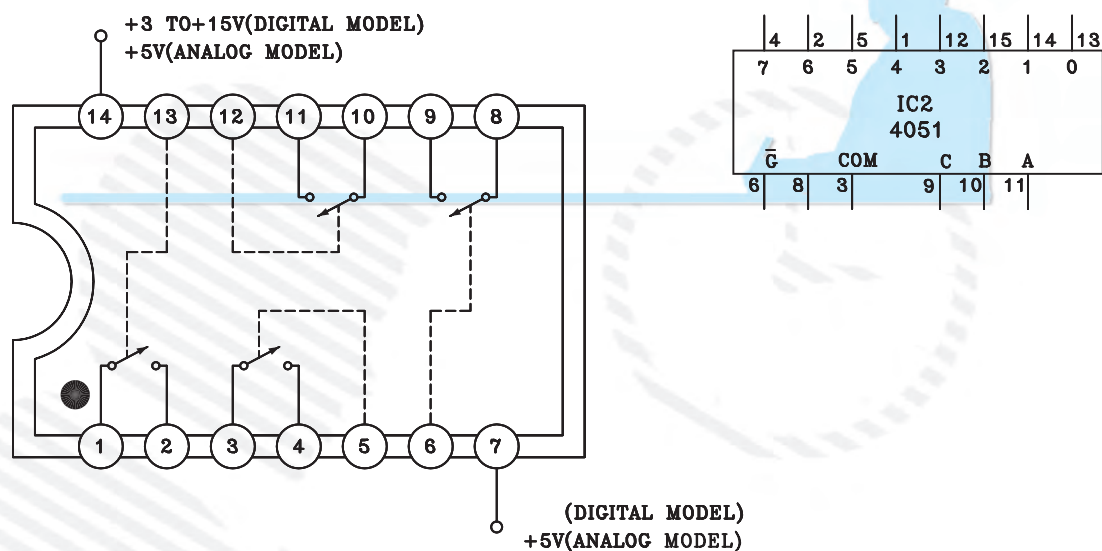 +3 TO+15V(DIGITAL MODEL)
+5V(ANALOG MODEL)
14 13 12 11 10 9 8
1 2 3 4 5 6 7
(DIGITAL MODEL)
+5V(ANALOG MODEL)
4 2 5 1 12 15 14 13
7 6 5 4 3 2 1 0
IC2
4051
G̅ COM C B A
6 8 3 9 10 11